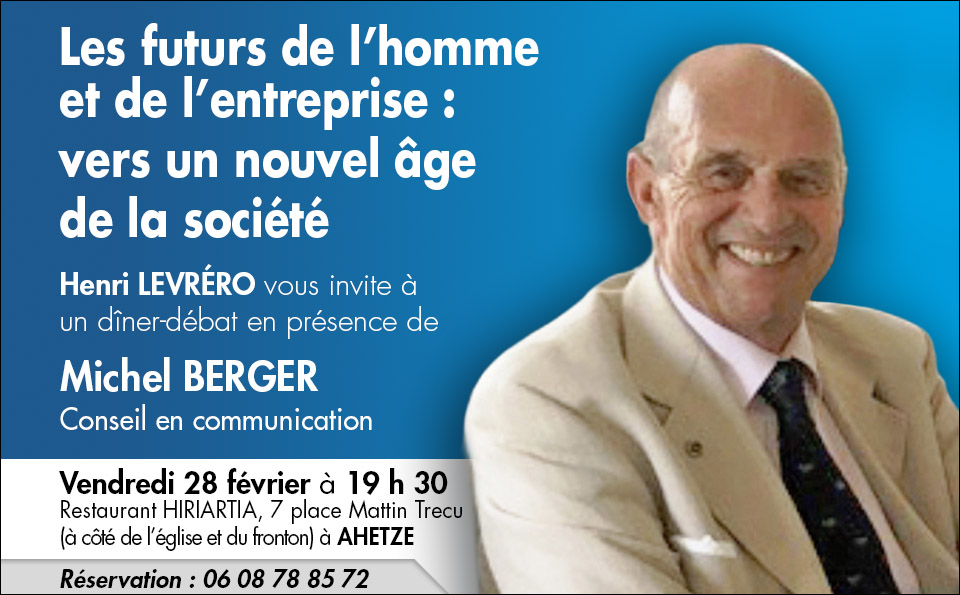 Les futurs de l’homme
et de l’entreprise :
vers un nouvel âge
de la société
Henri LEVRÉRO vous invite à
un dîner-débat en présence de
Michel BERGER
Conseil en communication
Vendredi 28 février à 19 h 30
Restaurant HIRIARTIA, 7 place Mattin Trecu
(à côté de l’église et du fronton) à AHETZE
Réservation : 06 08 78 85 72